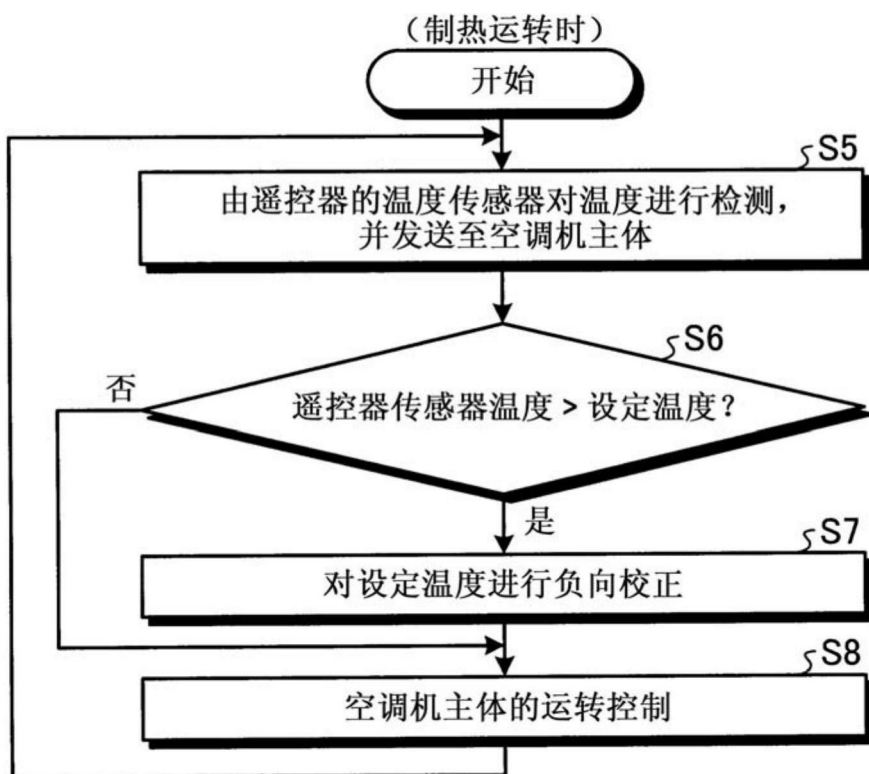 （制热运转时）
开始
S5
由遥控器的温度传感器对温度进行检测，
并发送至空调机主体
S6
遥控器传感器温度 > 设定温度？
否
是
S7
对设定温度进行负向校正
S8
空调机主体的运转控制